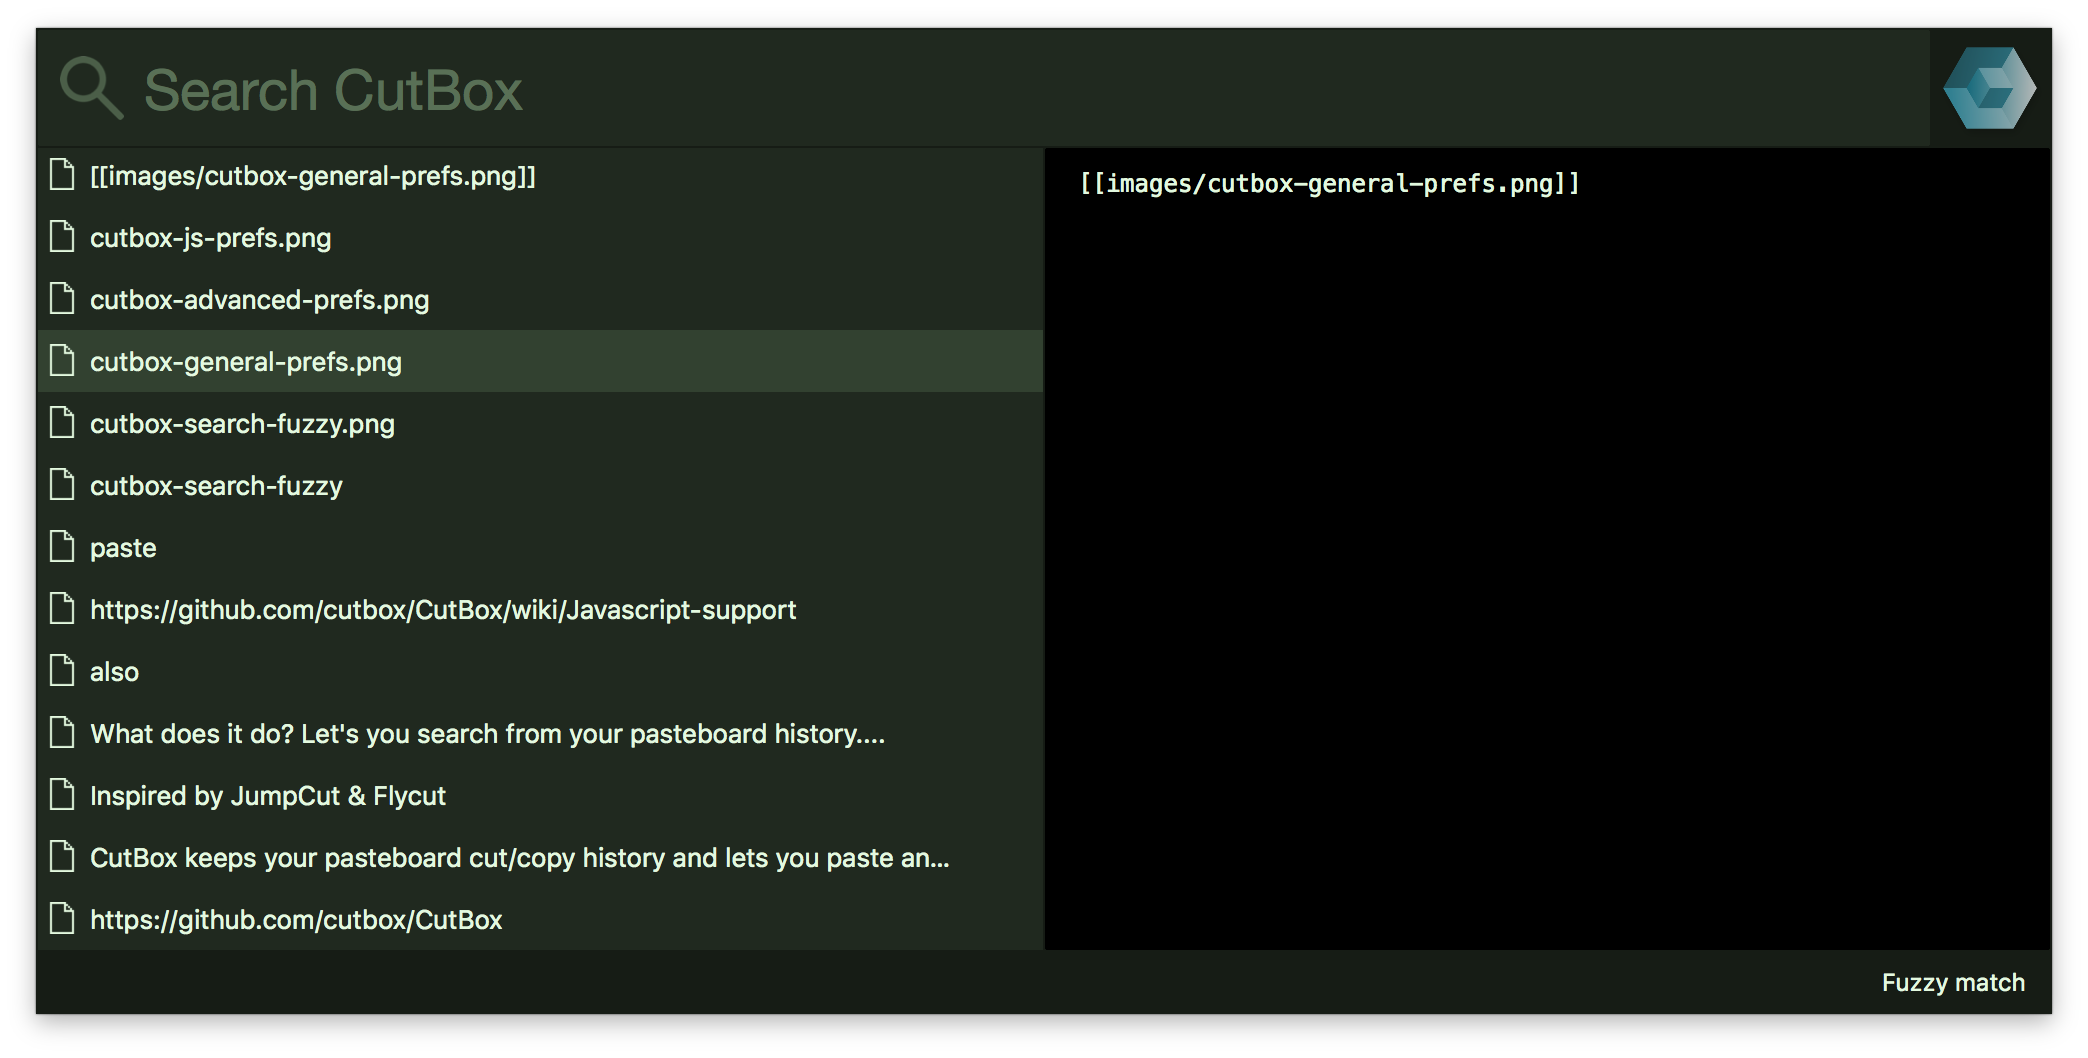 Search CutBox
[[images/cutbox-general-prefs.png]]
cutbox-js-prefs.png
cutbox-advanced-prefs.png
cutbox-general-prefs.png
cutbox-search-fuzzy.png
cutbox-search-fuzzy
paste
https://github.com/cutbox/CutBox/wiki/Javascript-support
also
What does it do? Let's you search from your pasteboard history....
Inspired by JumpCut & Flycut
CutBox keeps your pasteboard cut/copy history and lets you paste an...
https://github.com/cutbox/CutBox
[[images/cutbox-general-prefs.png]]
Fuzzy match